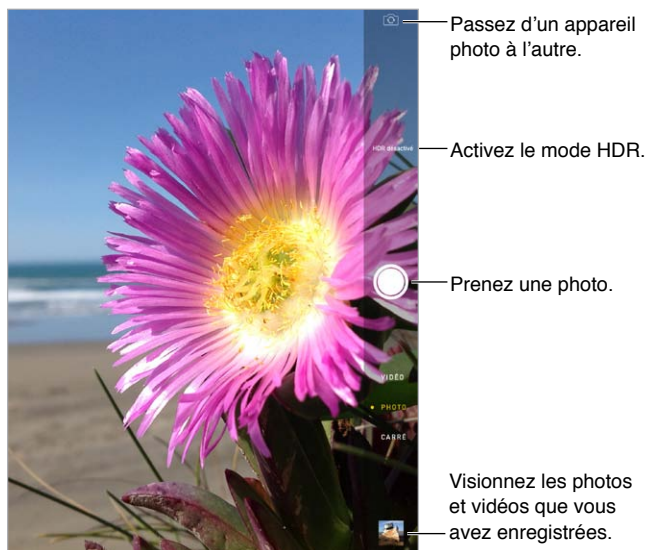 Passez d'un appareil
photo à l'autre.
HDR désactivé
Activez le mode HDR.
Prenez une photo.
VIDÉO
PHOTO
CARRÉ
Visionnez les photos
et vidéos que vous
avez enregistrées.